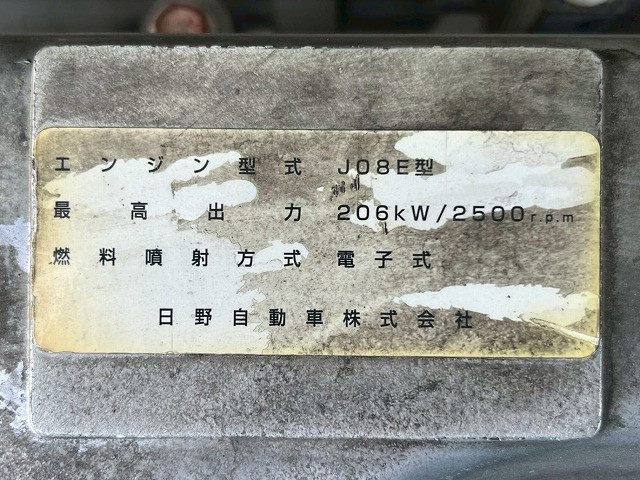 エンジン型式 J08E型
最高出力 206kW/2500r.p.m
燃料噴射方式 電子式
日野自動車株式会社